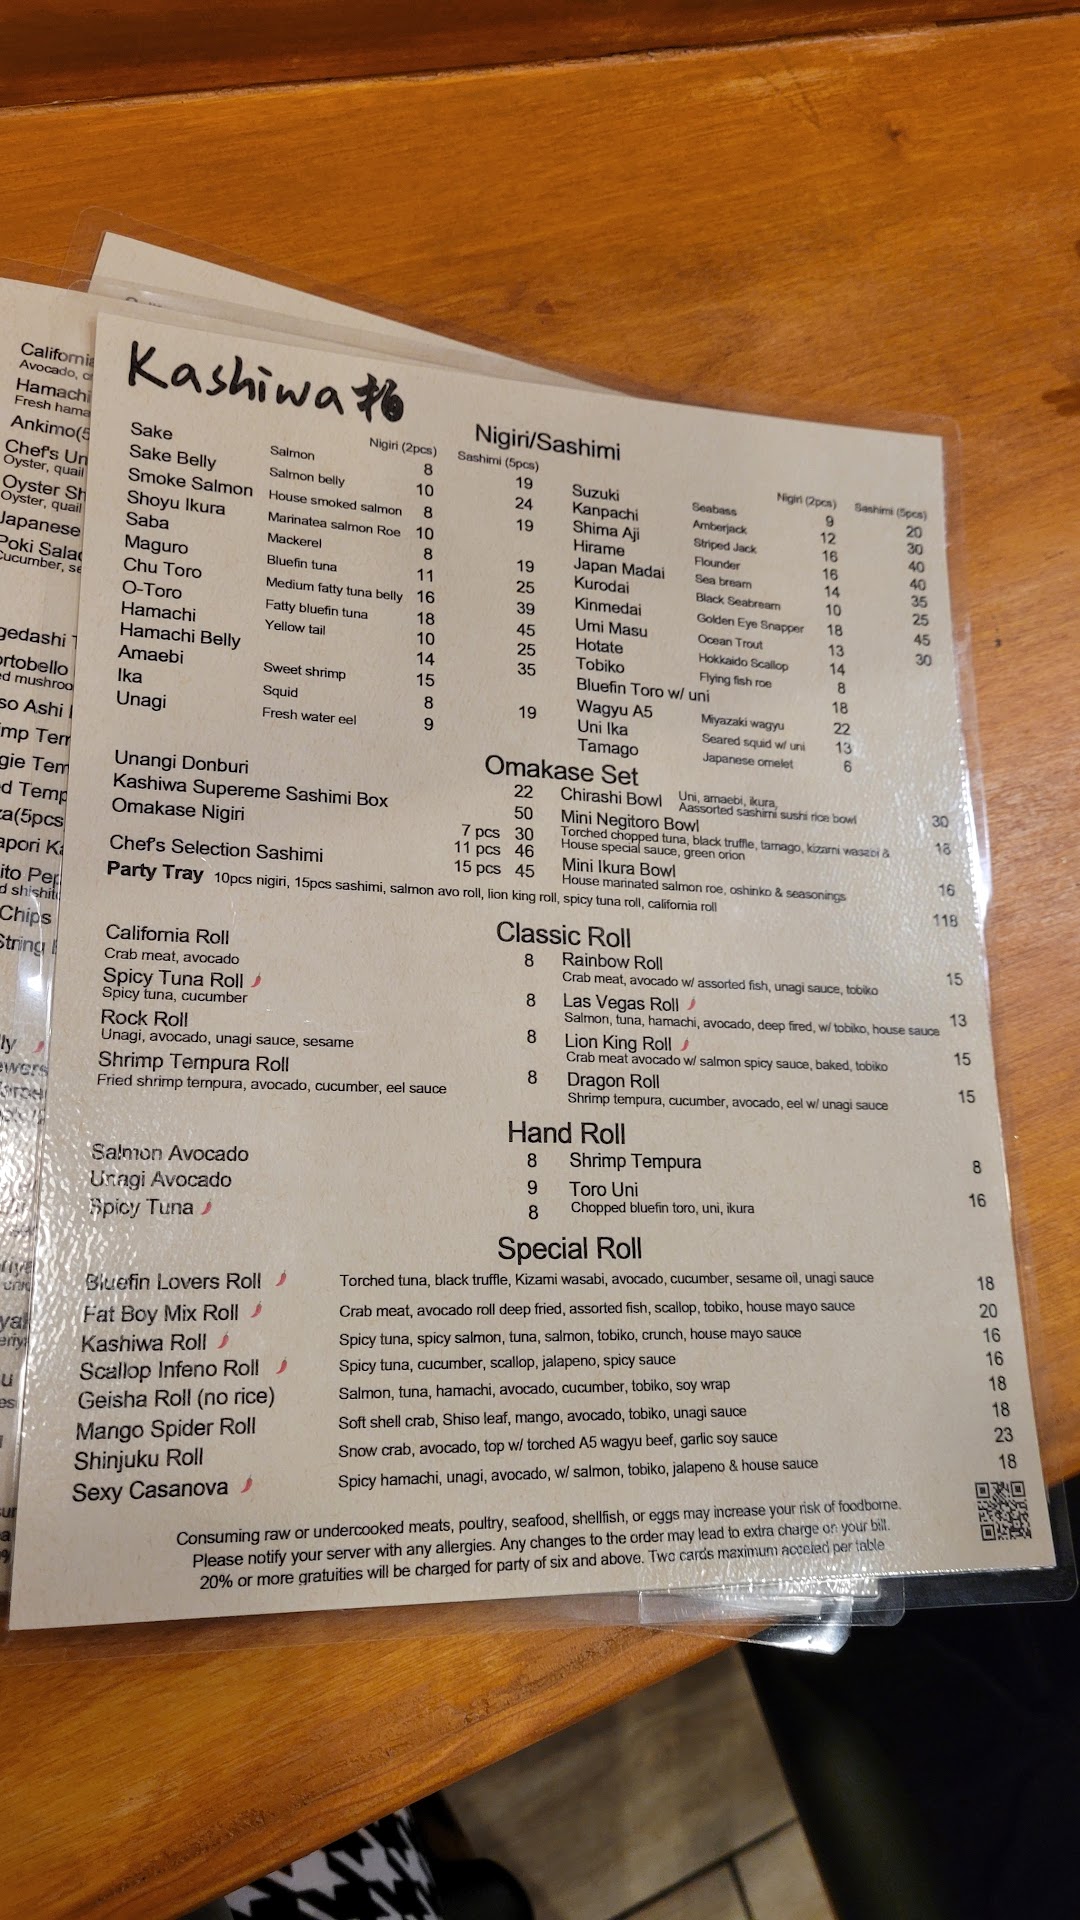 Kashiwa 柏
Nigiri/Sashimi
Nigiri (2pcs) Sashimi (5pcs)
Sake Salmon 8 19
Sake Belly Salmon belly 10 24
Smoke Salmon House smoked salmon 8 19
Shoyu Ikura Marinatea salmon Roe 10
Saba Mackerel 8 19
Maguro Bluefin tuna 11 25
Chu Toro Medium fatty tuna belly 16 39
O-Toro Fatty bluefin tuna 18 45
Hamachi Yellow tail 10 25
Hamachi Belly 14 35
Amaebi Sweet shrimp 15
Ika Squid 8 19
Unagi Fresh water eel 9
Nigiri (2pcs) Sashimi (5pcs)
Suzuki Seabass 9 20
Kanpachi Amberjack 12 30
Shima Aji Striped Jack 16 40
Hirame Flounder 16 40
Japan Madai Sea bream 14 35
Kurodai Black Seabream 10 25
Kinmedai Golden Eye Snapper 18 45
Umi Masu Ocean Trout 13 30
Hotate Hokkaido Scallop 14
Tobiko Flying fish roe 8
Bluefin Toro w/ uni 18
Wagyu A5 Miyazaki wagyu 22
Uni Ika Seared squid w/ uni 13
Tamago Japanese omelet 6
Omakase Set
Unangi Donburi 22
Kashiwa Supereme Sashimi Box 50
Omakase Nigiri 7 pcs 30
11 pcs 46
Chef's Selection Sashimi 15 pcs 45
Chirashi Bowl Uni, amaebi, ikura,
Aassorted sashimi sushi rice bowl 30
Mini Negitoro Bowl
Torched chopped tuna, black truffle, tamago, kizami wasabi & 18
House special sauce, green orion
Mini Ikura Bowl
House marinated salmon roe, oshinko & seasonings 16
Party Tray 10pcs nigiri, 15pcs sashimi, salmon avo roll, lion king roll, spicy tuna roll, california roll 118
Classic Roll
California Roll 8
Crab meat, avocado
Spicy Tuna Roll 8
Spicy tuna, cucumber
Rock Roll 8
Unagi, avocado, unagi sauce, sesame
Shrimp Tempura Roll 8
Fried shrimp tempura, avocado, cucumber, eel sauce
Rainbow Roll
Crab meat, avocado w/ assorted fish, unagi sauce, tobiko 15
Las Vegas Roll
Salmon, tuna, hamachi, avocado, deep fired, w/ tobiko, house sauce 13
Lion King Roll
Crab meat avocado w/ salmon spicy sauce, baked, tobiko 15
Dragon Roll
Shrimp tempura, cucumber, avocado, eel w/ unagi sauce 15
Hand Roll
Salmon Avocado 8
Unagi Avocado 9
Spicy Tuna 8
Shrimp Tempura 8
Toro Uni 16
Chopped bluefin toro, uni, ikura
Special Roll
Bluefin Lovers Roll Torched tuna, black truffle, Kizami wasabi, avocado, cucumber, sesame oil, unagi sauce 18
Fat Boy Mix Roll Crab meat, avocado roll deep fried, assorted fish, scallop, tobiko, house mayo sauce 20
Kashiwa Roll Spicy tuna, spicy salmon, tuna, salmon, tobiko, crunch, house mayo sauce 16
Scallop Infeno Roll Spicy tuna, cucumber, scallop, jalapeno, spicy sauce 16
Geisha Roll (no rice) Salmon, tuna, hamachi, avocado, cucumber, tobiko, soy wrap 18
Mango Spider Roll Soft shell crab, Shiso leaf, mango, avocado, tobiko, unagi sauce 18
Shinjuku Roll Snow crab, avocado, top w/ torched A5 wagyu beef, garlic soy sauce 23
Sexy Casanova Spicy hamachi, unagi, avocado, w/ salmon, tobiko, jalapeno & house sauce 18
Consuming raw or undercooked meats, poultry, seafood, shellfish, or eggs may increase your risk of foodborne.
Please notify your server with any allergies. Any changes to the order may lead to extra charge on your bill.
20% or more gratuities will be charged for party of six and above. Two cards maximum acceted per table
California
Avocado,
Hamachi
Fresh
Ankimo(5
Chef's
Oyster, quail
Oyster
Oyster, quail
Japanese
Poki
Cucumber,
Chips
String